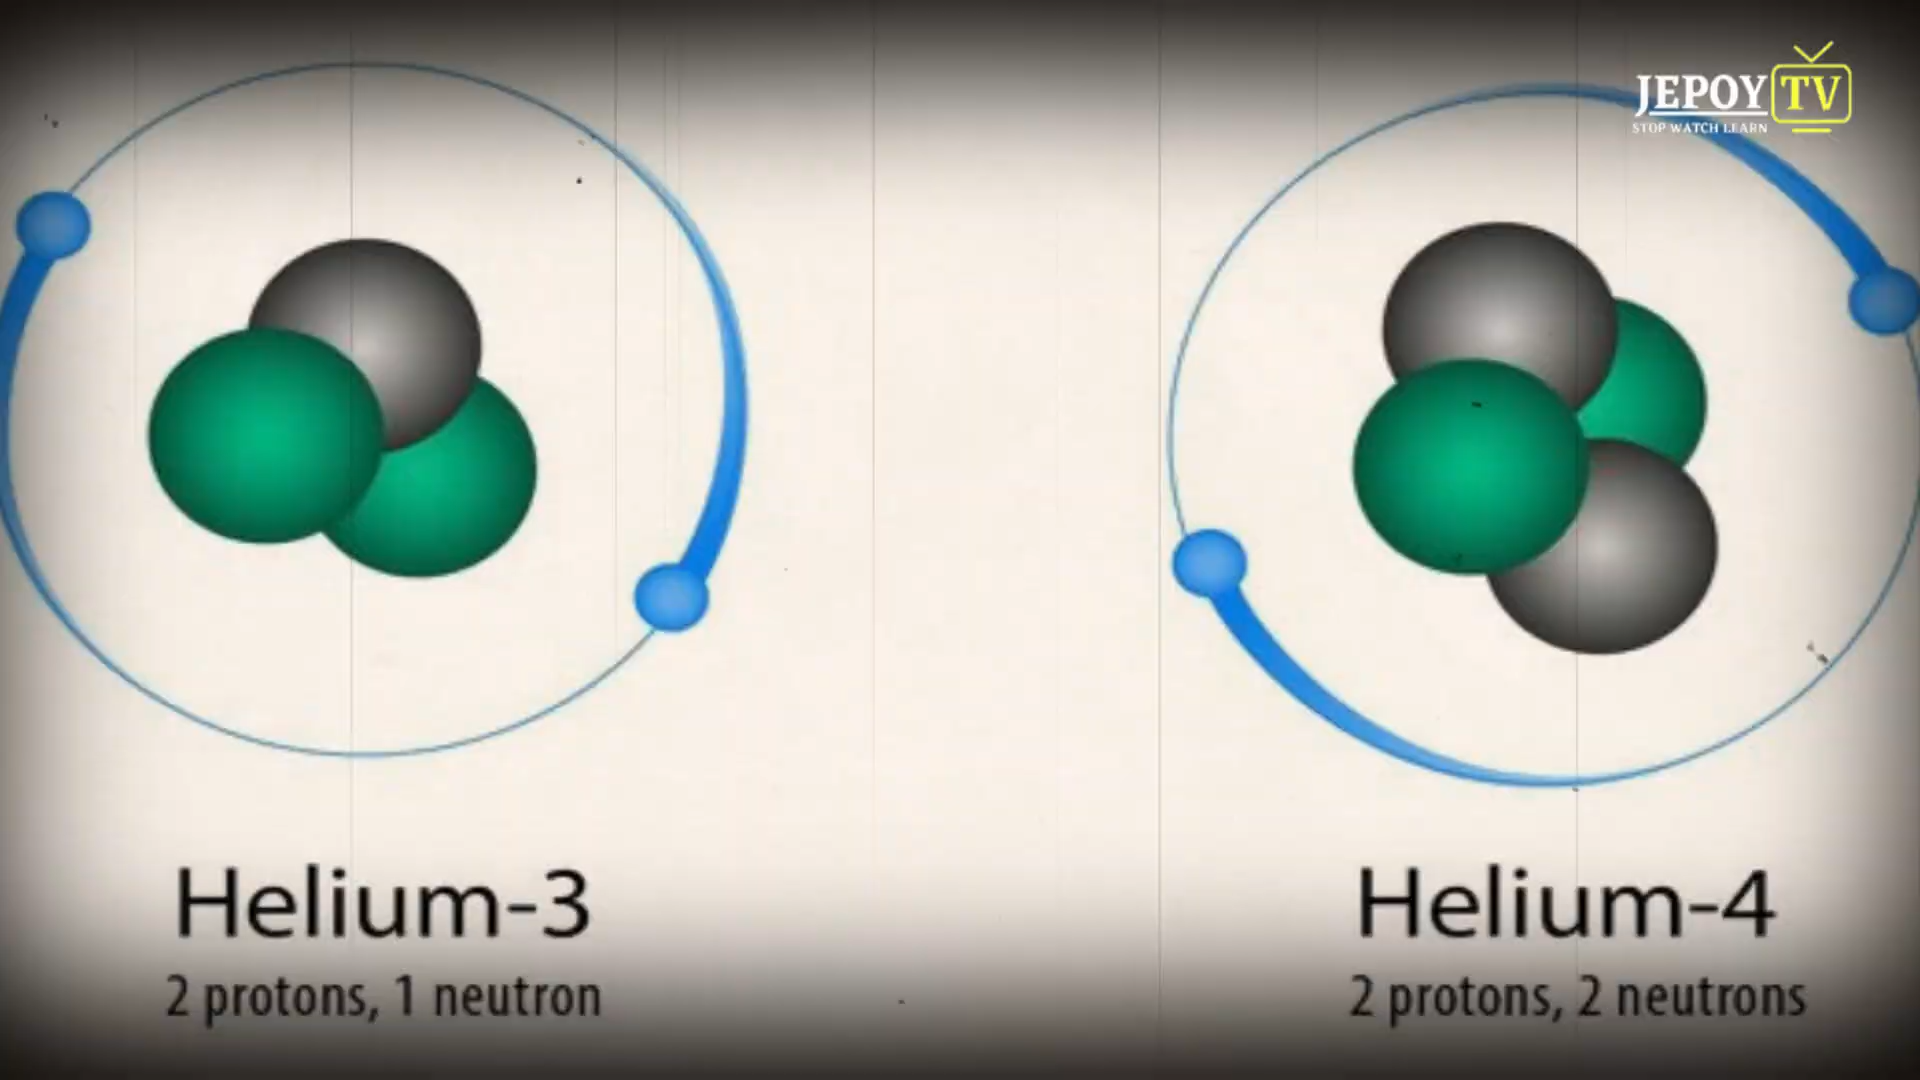 JEPOY TV
STOP WATCH LEARN
Helium-3
2 protons, 1 neutron
Helium-4
2 protons, 2 neutrons